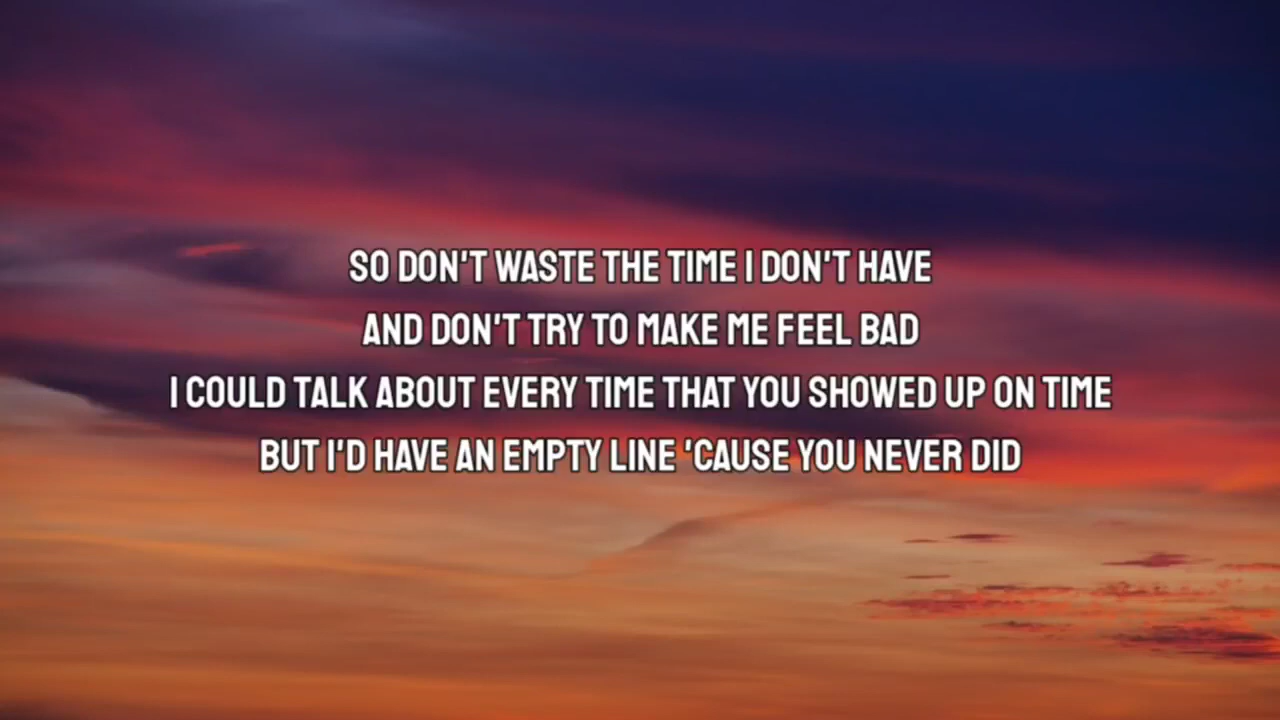 SO DON'T WASTE THE TIME I DON'T HAVE
AND DON'T TRY TO MAKE ME FEEL BAD
I COULD TALK ABOUT EVERY TIME THAT YOU SHOWED UP ON TIME
BUT I'D HAVE AN EMPTY LINE 'CAUSE YOU NEVER DID